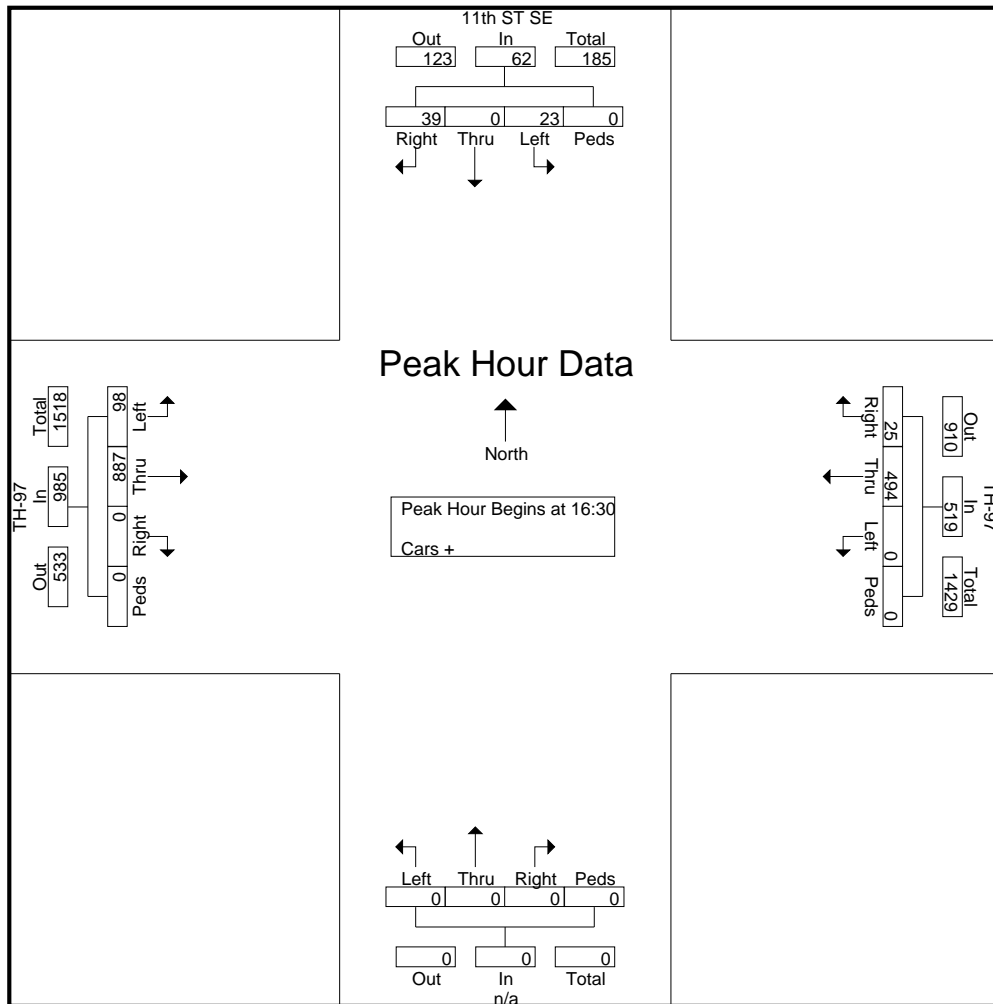 11th ST SE
Out In Total
123 62 185
39 0 23 0
Right Thru Left Peds
Peak Hour Data
North
Peak Hour Begins at 16:30
Cars +
TH-97
Total In Out
1518 985 533
98 887 0 0
Left Thru Right Peds
TH-97
Out In Total
910 519 1429
25 494 0 0
Right Thru Left Peds
Left Thru Right Peds
0 0 0 0
0 0 0
Out In Total
n/a